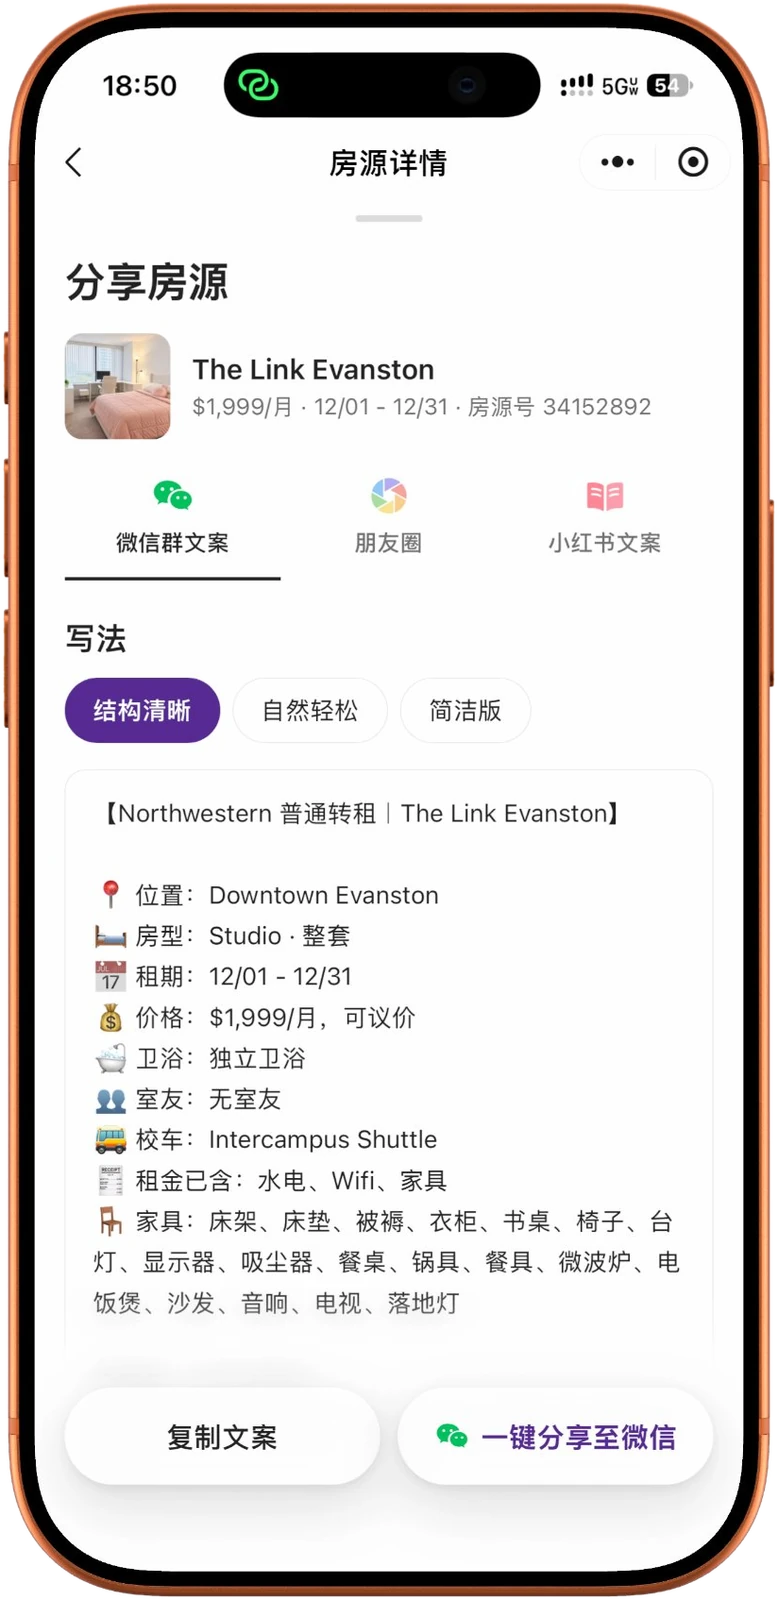 18:50
5G UW 54
房源详情
分享房源
The Link Evanston
$1,999/月 · 12/01 - 12/31 · 房源号 34152892
微信群文案
朋友圈
小红书文案
写法
结构清晰
自然轻松
简洁版
【Northwestern 普通转租｜The Link Evanston】
📍 位置：Downtown Evanston
🛏️ 房型：Studio · 整套
📅 租期：12/01 - 12/31
💰 价格：$1,999/月，可议价
🛁 卫浴：独立卫浴
👥 室友：无室友
🚌 校车：Intercampus Shuttle
🧾 租金已含：水电、Wifi、家具
🪑 家具：床架、床垫、被褥、衣柜、书桌、椅子、台
灯、显示器、吸尘器、餐桌、锅具、餐具、微波炉、电
饭煲、沙发、音响、电视、落地灯
复制文案
一键分享至微信